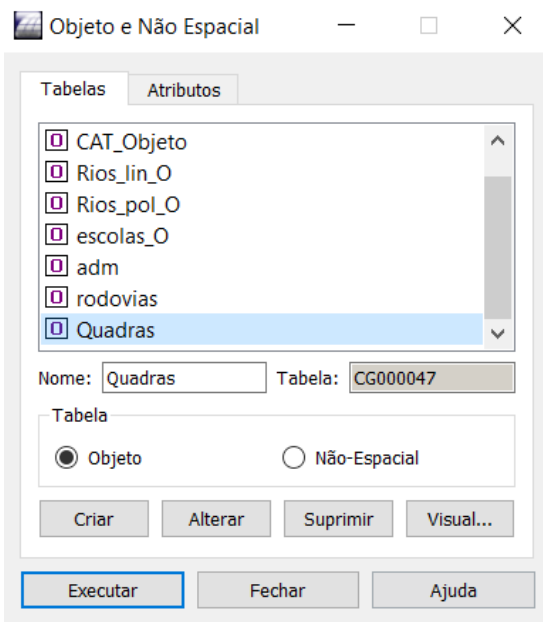 Objeto e Não Espacial
Tabelas Atributos
CAT_Objeto
Rios_lin_O
Rios_pol_O
escolas_O
adm
rodovias
Quadras
Nome: Quadras Tabela: CG000047
Tabela
Objeto Não-Espacial
Criar Alterar Suprimir Visual...
Executar Fechar Ajuda